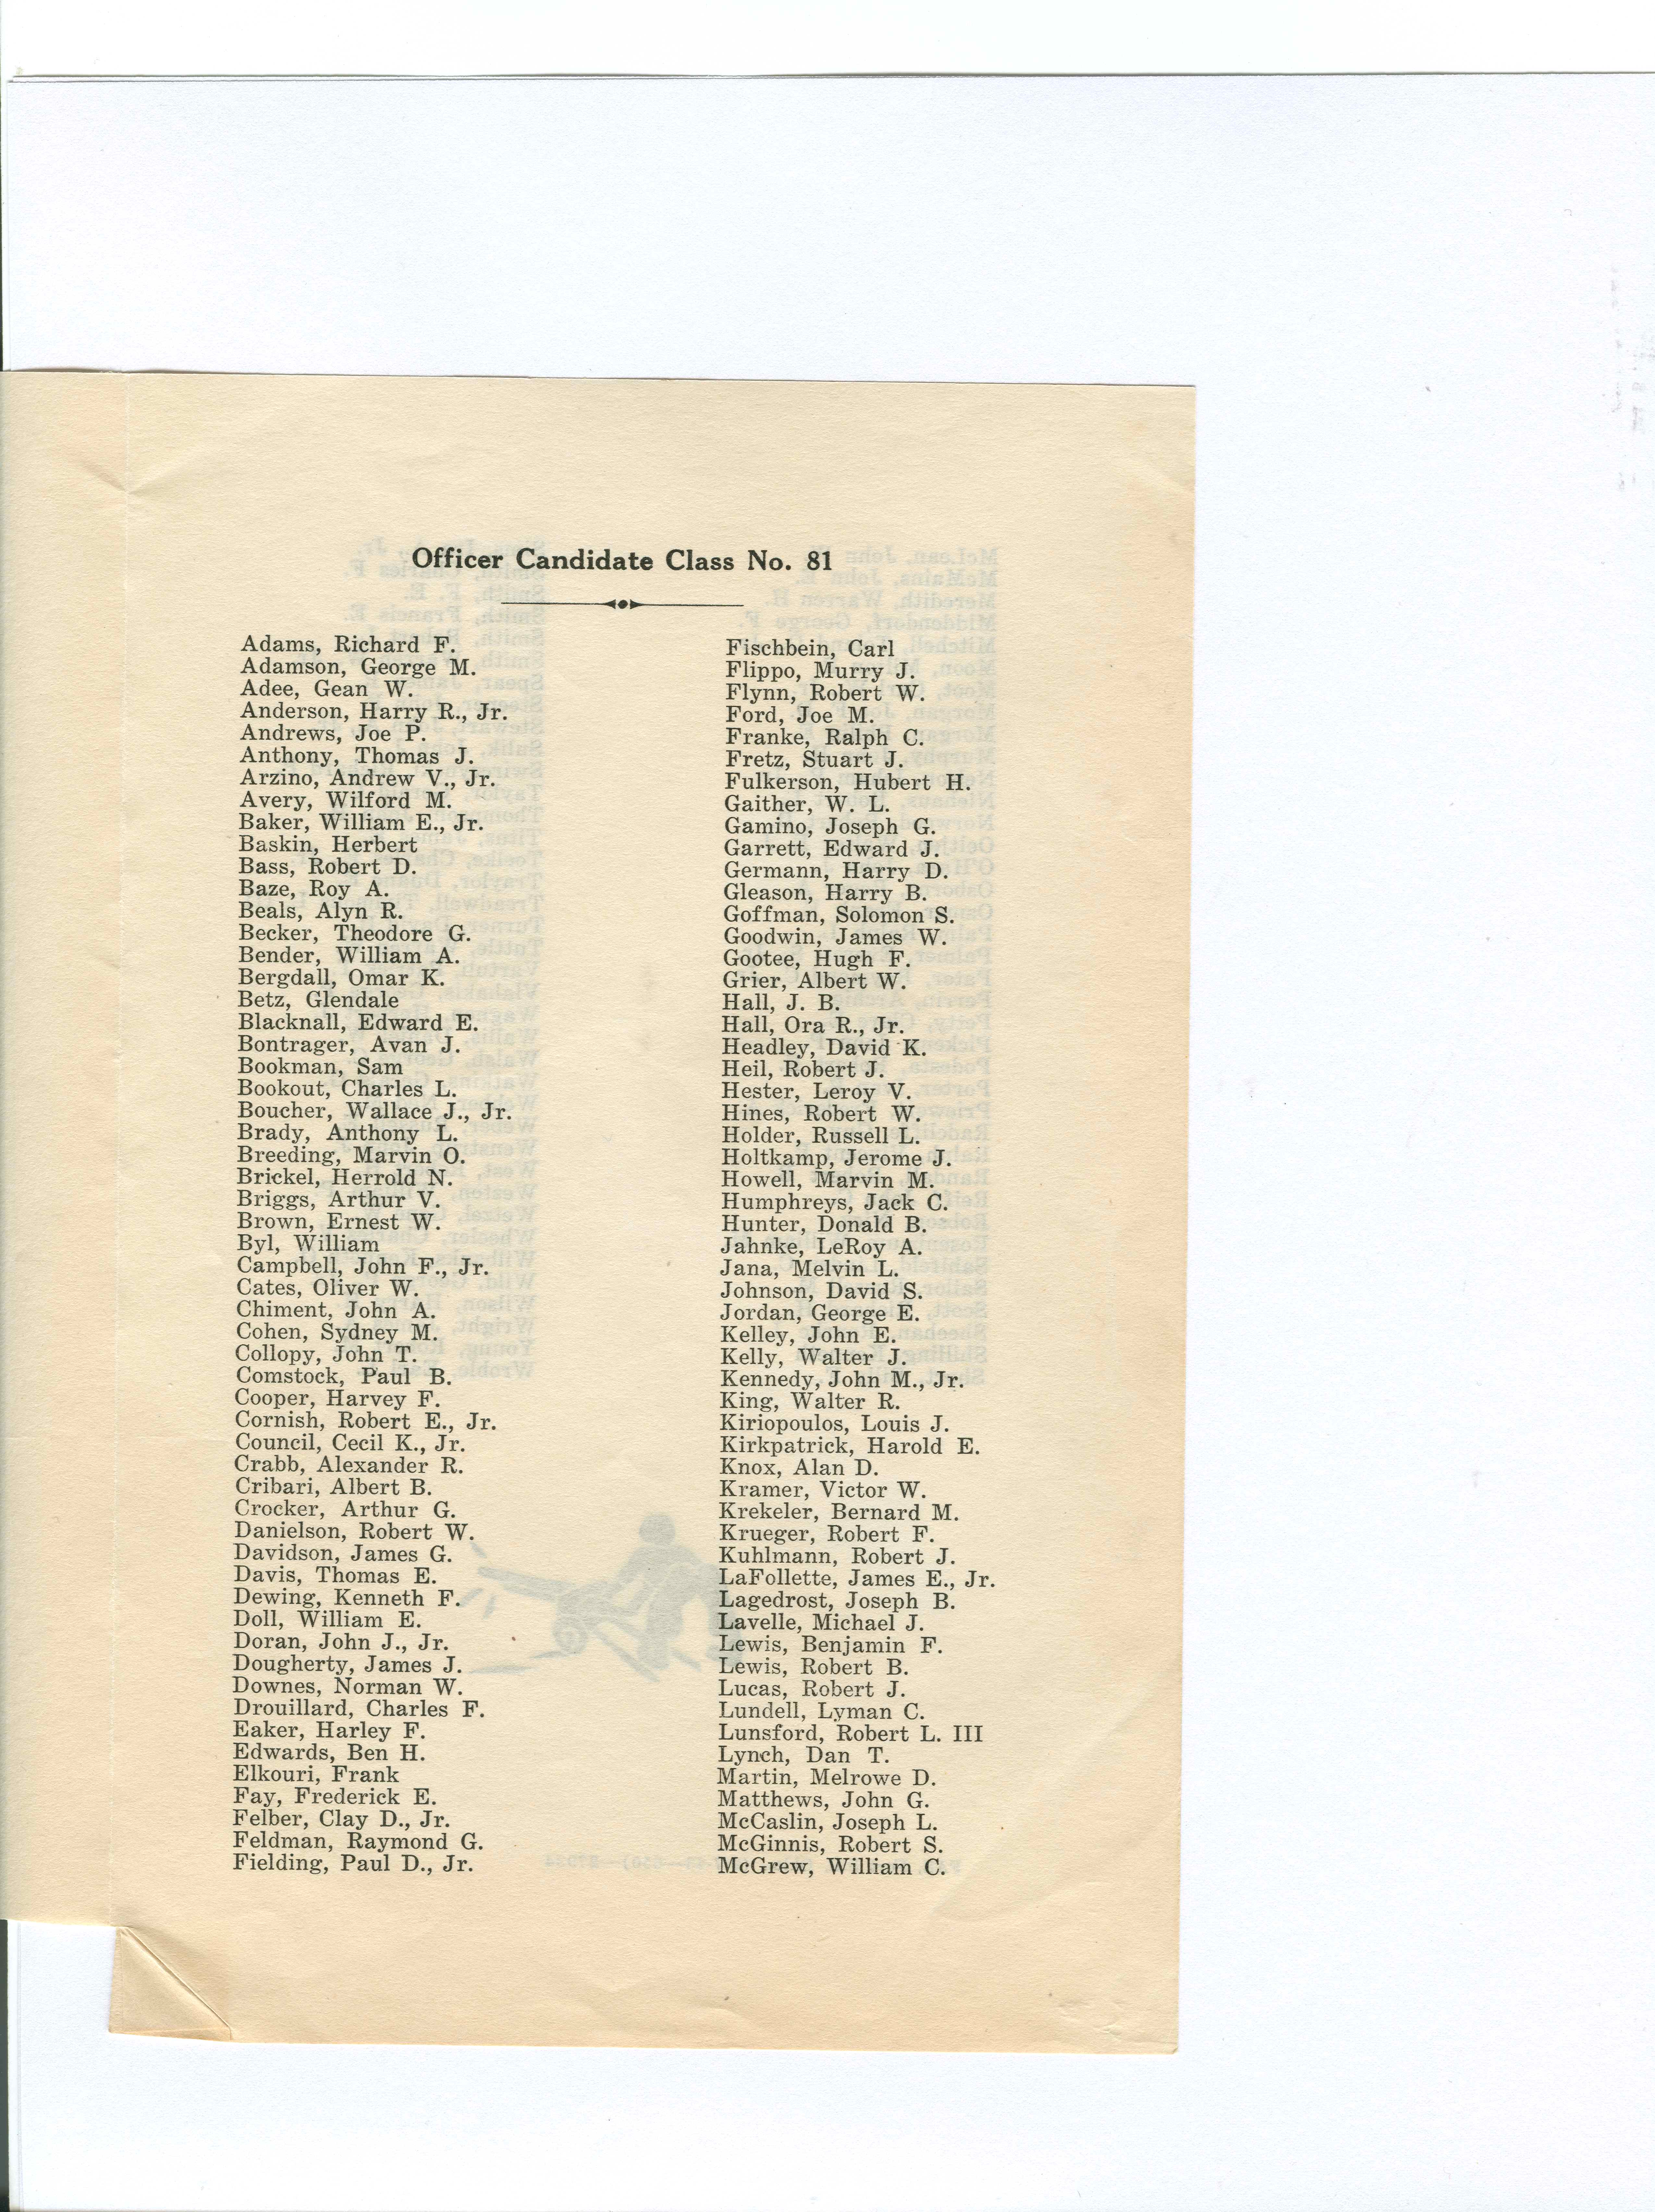 Officer Candidate Class No. 81
Adams, Richard F.
Adamson, George M.
Adee, Gean W.
Anderson, Harry R., Jr.
Andrews, Joe P.
Anthony, Thomas J.
Arzino, Andrew V., Jr.
Avery, Wilford M.
Baker, William E., Jr.
Baskin, Herbert
Bass, Robert D.
Baze, Roy A.
Beals, Alyn R.
Becker, Theodore G.
Bender, William A.
Bergdall, Omar K.
Betz, Glendale
Blacknall, Edward E.
Bontrager, Avan J.
Bookman, Sam
Bookout, Charles L.
Boucher, Wallace J., Jr.
Brady, Anthony L.
Breeding, Marvin O.
Brickel, Herrold N.
Briggs, Arthur V.
Brown, Ernest W.
Byl, William
Campbell, John F., Jr.
Cates, Oliver W.
Chiment, John A.
Cohen, Sydney M.
Collopy, John T.
Comstock, Paul B.
Cooper, Harvey F.
Cornish, Robert E., Jr.
Council, Cecil K., Jr.
Crabb, Alexander R.
Cribari, Albert B.
Crocker, Arthur G.
Danielson, Robert W.
Davidson, James G.
Davis, Thomas E.
Dewing, Kenneth F.
Doll, William E.
Doran, John J., Jr.
Dougherty, James J.
Downes, Norman W.
Drouillard, Charles F.
Eaker, Harley F.
Edwards, Ben H.
Elkouri, Frank
Fay, Frederick E.
Felber, Clay D., Jr.
Feldman, Raymond G.
Fielding, Paul D., Jr.
Fischbein, Carl
Flippo, Murry J.
Flynn, Robert W.
Ford, Joe M.
Franke, Ralph C.
Fretz, Stuart J.
Fulkerson, Hubert H.
Gaither, W. L.
Gamino, Joseph G.
Garrett, Edward J.
Germann, Harry D.
Gleason, Harry B.
Goffman, Solomon S.
Goodwin, James W.
Gootee, Hugh F.
Grier, Albert W.
Hall, J. B.
Hall, Ora R., Jr.
Headley, David K.
Heil, Robert J.
Hester, Leroy V.
Hines, Robert W.
Holder, Russell L.
Holtkamp, Jerome J.
Howell, Marvin M.
Humphreys, Jack C.
Hunter, Donald B.
Jahnke, LeRoy A.
Jana, Melvin L.
Johnson, David S.
Jordan, George E.
Kelley, John E.
Kelly, Walter J.
Kennedy, John M., Jr.
King, Walter R.
Kiriopoulos, Louis J.
Kirkpatrick, Harold E.
Knox, Alan D.
Kramer, Victor W.
Krekeler, Bernard M.
Krueger, Robert F.
Kuhlmann, Robert J.
LaFollette, James E., Jr.
Lagedrost, Joseph B.
Lavelle, Michael J.
Lewis, Benjamin F.
Lewis, Robert B.
Lucas, Robert J.
Lundell, Lyman C.
Lunsford, Robert L. III
Lynch, Dan T.
Martin, Melrowe D.
Matthews, John G.
McCaslin, Joseph L.
McGinnis, Robert S.
McGrew, William C.